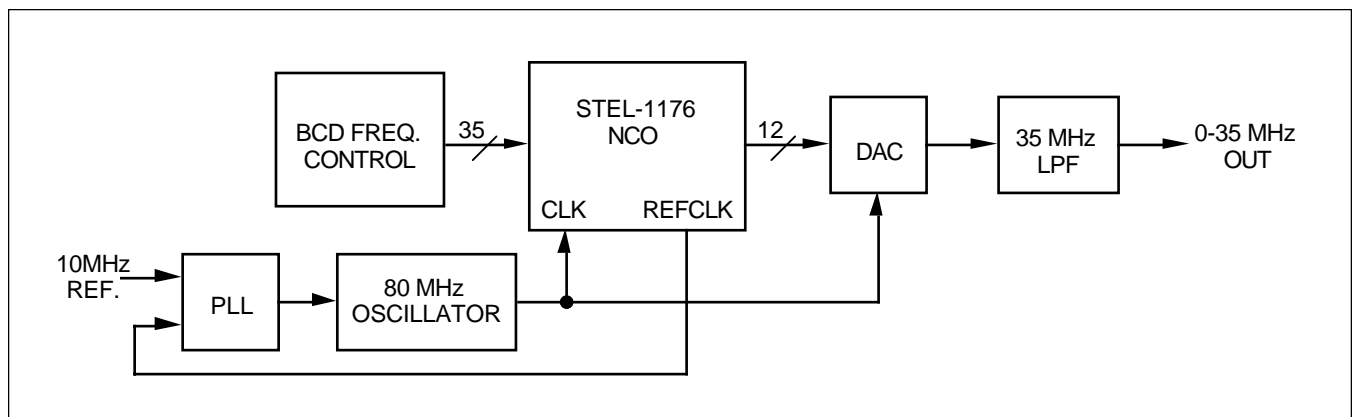 BCD FREQ.
CONTROL
35
STEL-1176
NCO
CLK
REFCLK
12
DAC
35 MHz
LPF
0-35 MHz
OUT
10MHz
REF.
PLL
80 MHz
OSCILLATOR